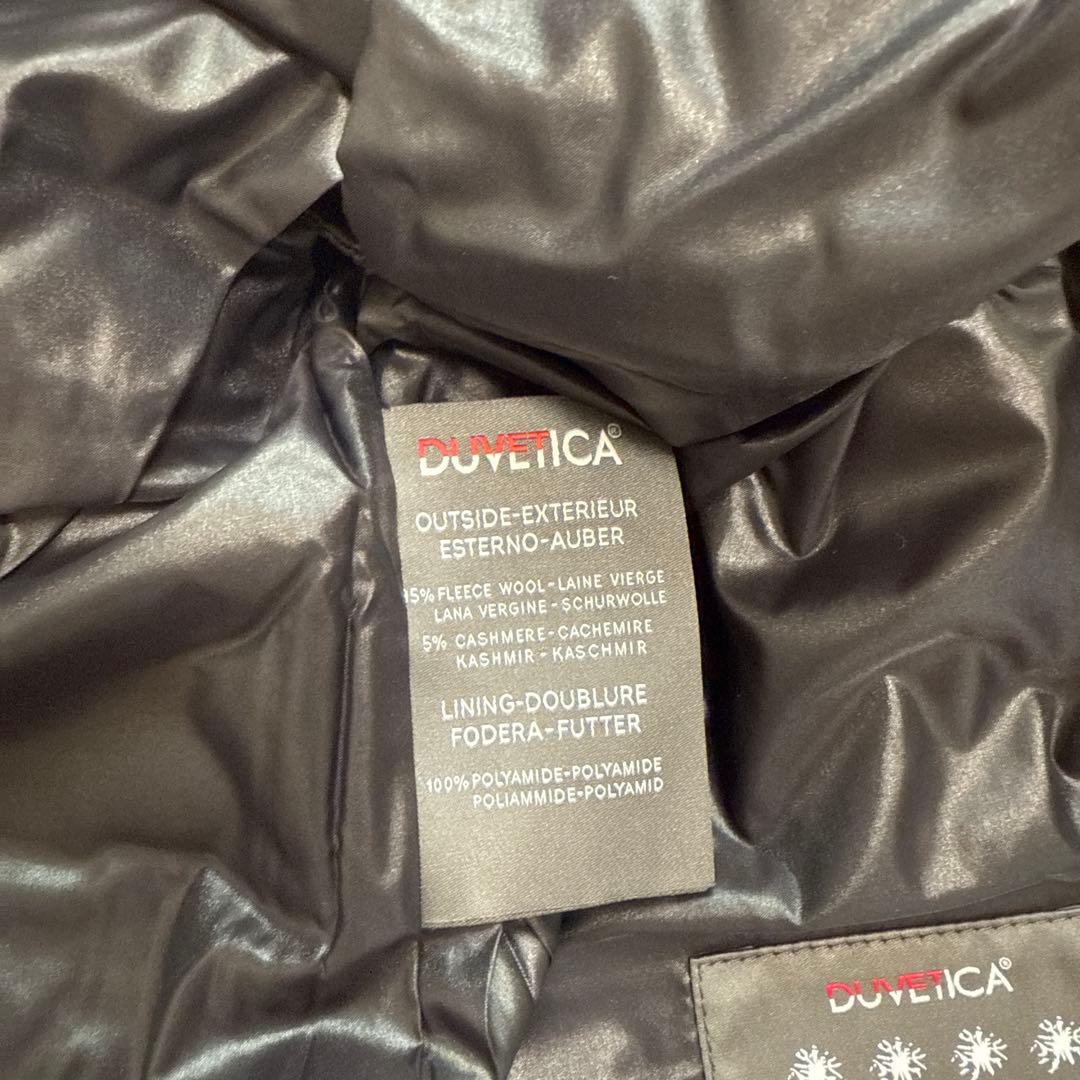 DUVETICA®
OUTSIDE-EXTERIEUR
ESTERNO-AUBER
95% FLEECE WOOL-LAINE VIERGE
LANA VERGINE-SCHURWOLLE
5% CASHMERE-CACHEMIRE
KASHMIR-KASCHMIR
LINING-DOUBLURE
FODERA-FUTTER
100% POLYAMIDE-POLYAMIDE
POLIAMMIDE-POLYAMID
DUVETICA®